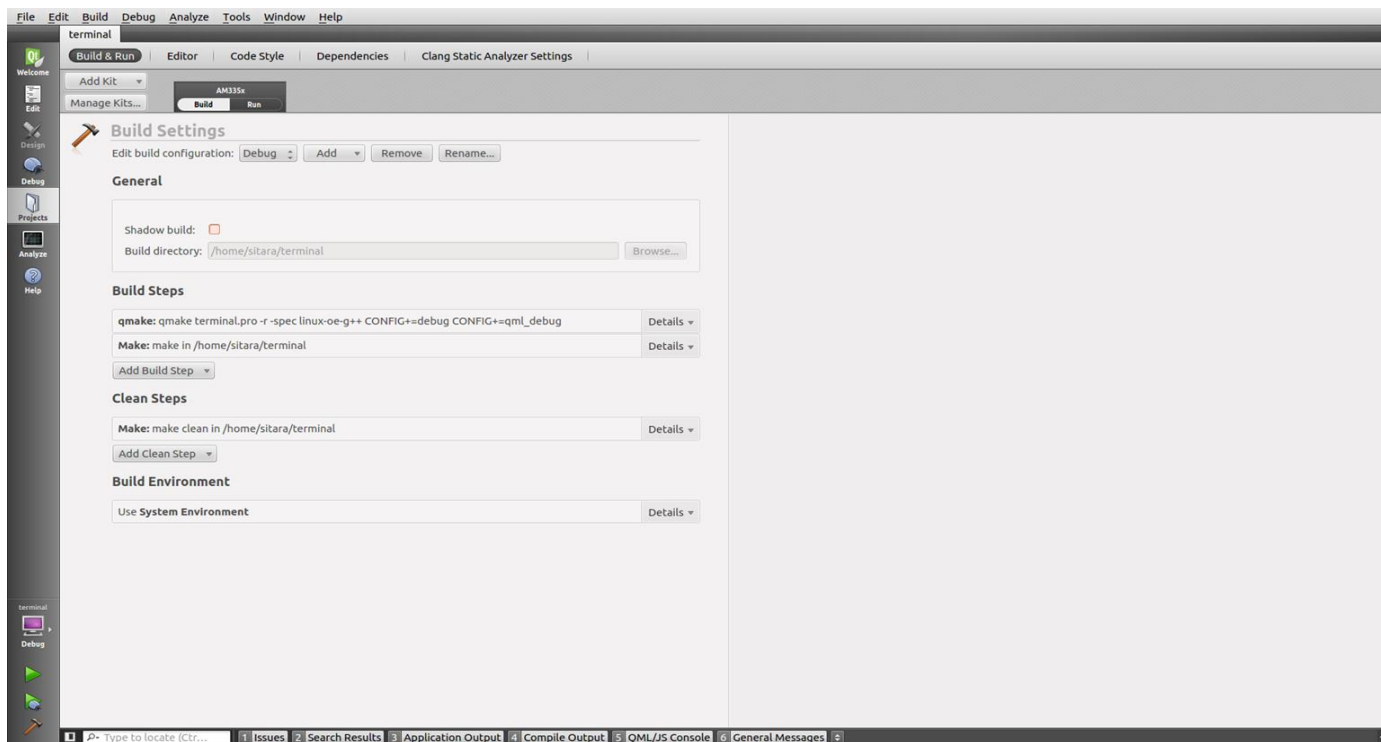 File Edit Build Debug Analyze Tools Window Help
terminal
Build & Run Editor Code Style Dependencies Clang Static Analyzer Settings
Qt
Welcome
Edit
Design
Debug
Projects
Analyze
Help
Add Kit
Manage Kits...
AM335x
Build Run
Build Settings
Edit build configuration: Debug Add Remove Rename...
General
Shadow build:
Build directory: /home/sitara/terminal Browse...
Build Steps
qmake: qmake terminal.pro -r -spec linux-oe-g++ CONFIG+=debug CONFIG+=qml_debug Details
Make: make in /home/sitara/terminal Details
Add Build Step
Clean Steps
Make: make clean in /home/sitara/terminal Details
Add Clean Step
Build Environment
Use System Environment Details
terminal
Debug
Type to locate (Ctr... 1 Issues 2 Search Results 3 Application Output 4 Compile Output 5 QML/JS Console 6 General Messages